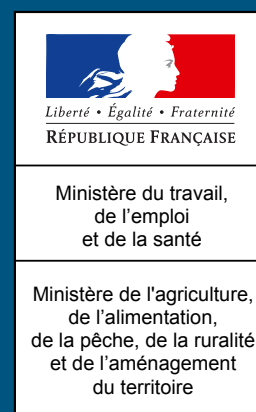 Liberté • Égalité • Fraternité
RÉPUBLIQUE FRANÇAISE
Ministère du travail,
de l’emploi
et de la santé
Ministère de l'agriculture,
de l’alimentation,
de la pêche, de la ruralité
et de l’aménagement
du territoire